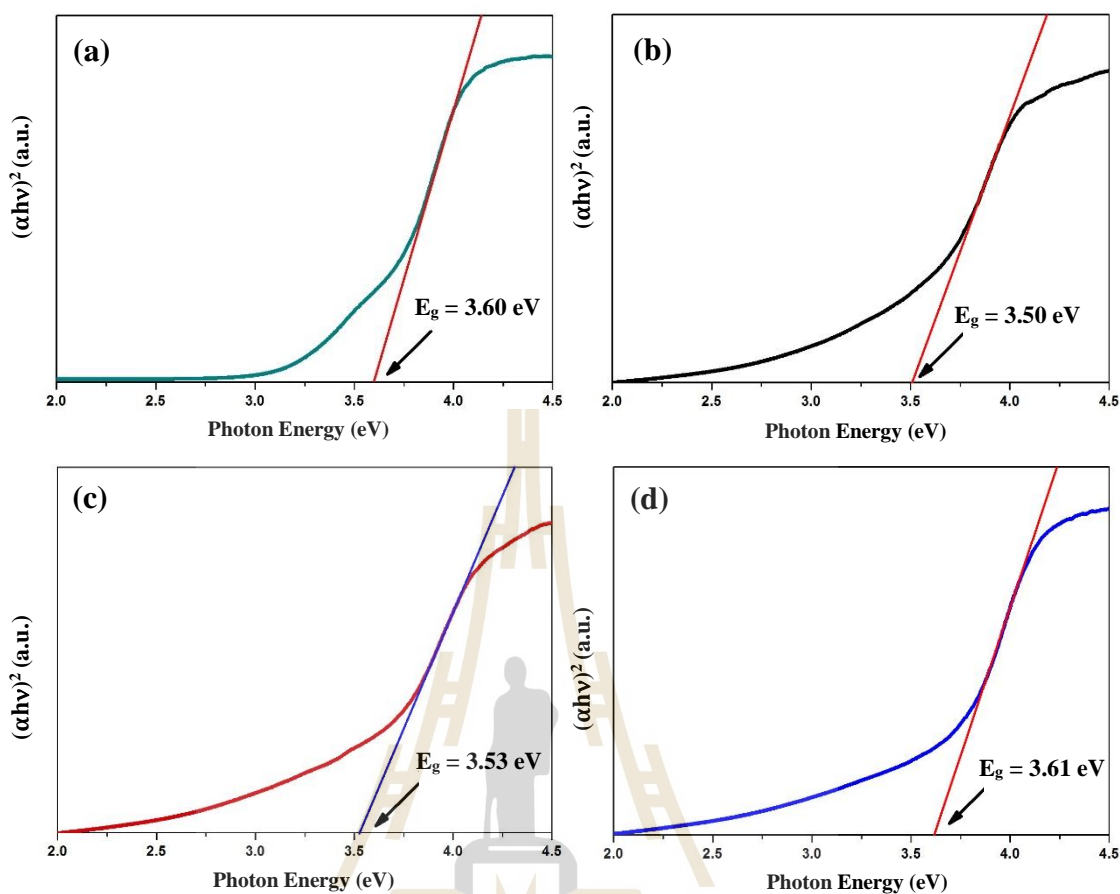 (a)
(αhν)² (a.u.)
E_g = 3.60 eV
2.0 2.5 3.0 3.5 4.0 4.5
Photon Energy (eV)
(b)
(αhν)² (a.u.)
E_g = 3.50 eV
2.0 2.5 3.0 3.5 4.0 4.5
Photon Energy (eV)
(c)
(αhν)² (a.u.)
E_g = 3.53 eV
2.0 2.5 3.0 3.5 4.0 4.5
Photon Energy (eV)
(d)
(αhν)² (a.u.)
E_g = 3.61 eV
2.0 2.5 3.0 3.5 4.0 4.5
Photon Energy (eV)